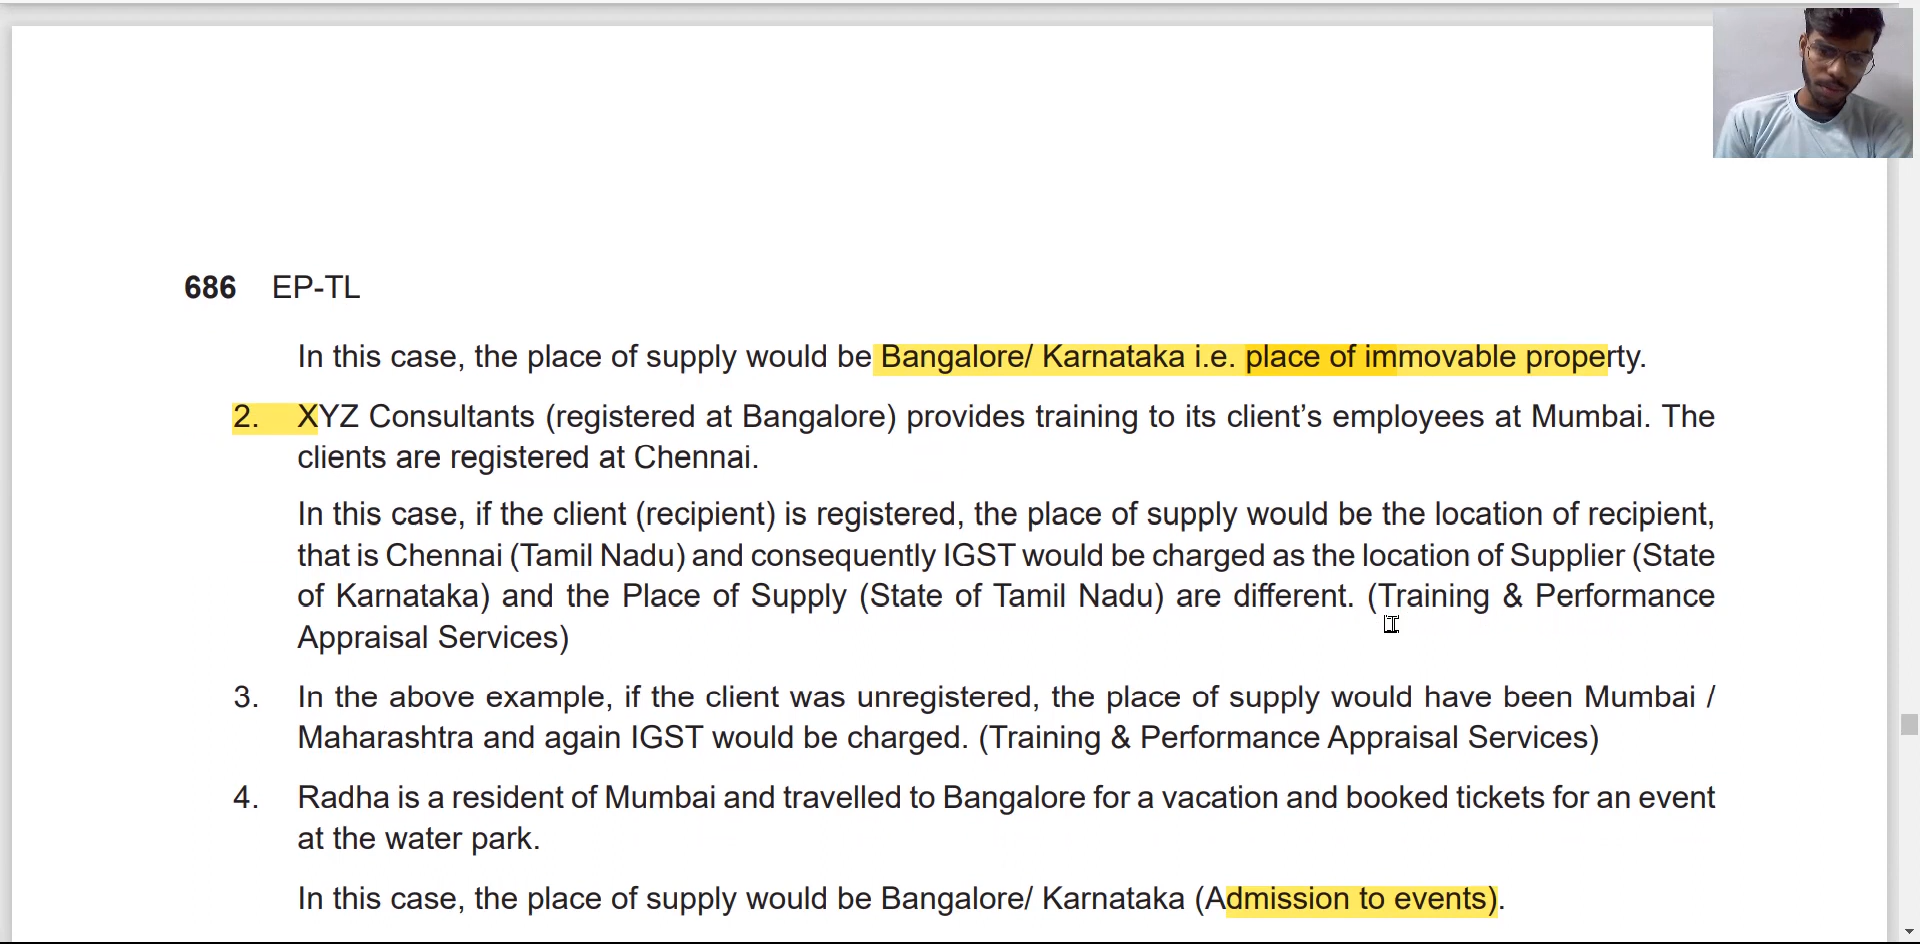 686 EP-TL
In this case, the place of supply would be Bangalore/ Karnataka i.e. place of immovable property.
2. XYZ Consultants (registered at Bangalore) provides training to its client’s employees at Mumbai. The
clients are registered at Chennai.
In this case, if the client (recipient) is registered, the place of supply would be the location of recipient,
that is Chennai (Tamil Nadu) and consequently IGST would be charged as the location of Supplier (State
of Karnataka) and the Place of Supply (State of Tamil Nadu) are different. (Training & Performance
Appraisal Services)
3. In the above example, if the client was unregistered, the place of supply would have been Mumbai /
Maharashtra and again IGST would be charged. (Training & Performance Appraisal Services)
4. Radha is a resident of Mumbai and travelled to Bangalore for a vacation and booked tickets for an event
at the water park.
In this case, the place of supply would be Bangalore/ Karnataka (Admission to events).